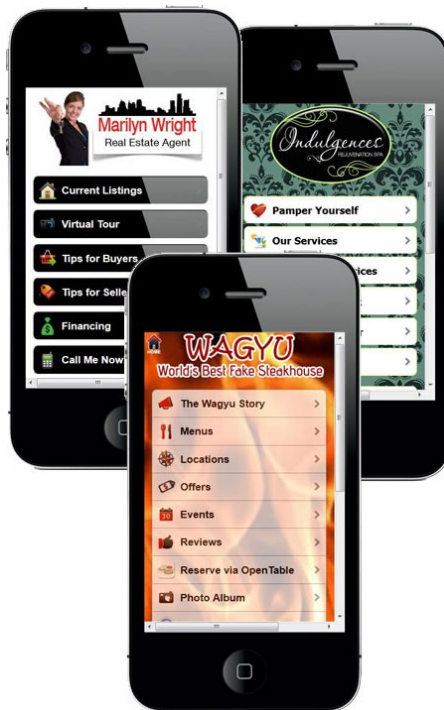 Marilyn Wright
Real Estate Agent
Current Listings
Virtual Tour
Tips for Buyers
Tips for Selle
Financing
Call Me Now
Indulgences
REJUVENATION SPA
Pamper Yourself
Our Services
ices
HOME
WAGYU
World's Best Fake Steakhouse
The Wagyu Story
Menus
Locations
Offers
30
Events
Reviews
Reserve via OpenTable
Photo Album